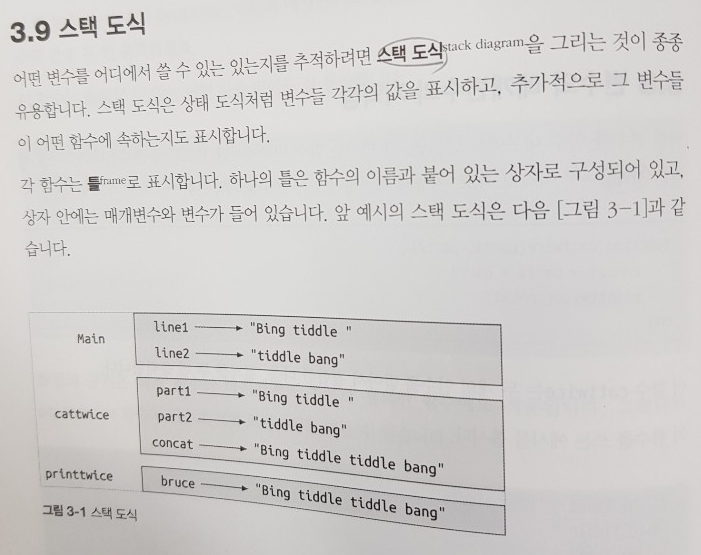 3.9 스택 도식
어떤 변수를 어디에서 쓸 수 있는 있는지를 추적하려면 스택 도식stack diagram을 그리는 것이 종종
유용합니다. 스택 도식은 상태 도식처럼 변수들 각각의 값을 표시하고, 추가적으로 그 변수들
이 어떤 함수에 속하는지도 표시합니다.
각 함수는 틀frame로 표시합니다. 하나의 틀은 함수의 이름과 붙어 있는 상자로 구성되어 있고,
상자 안에는 매개변수와 변수가 들어 있습니다. 앞 예시의 스택 도식은 다음 [그림 3-1]과 같
습니다.
Main
line1 → "Bing tiddle "
line2 → "tiddle bang"
cattwice
part1 → "Bing tiddle "
part2 → "tiddle bang"
concat → "Bing tiddle tiddle bang"
printtwice
bruce → "Bing tiddle tiddle bang"
그림 3-1 스택 도식